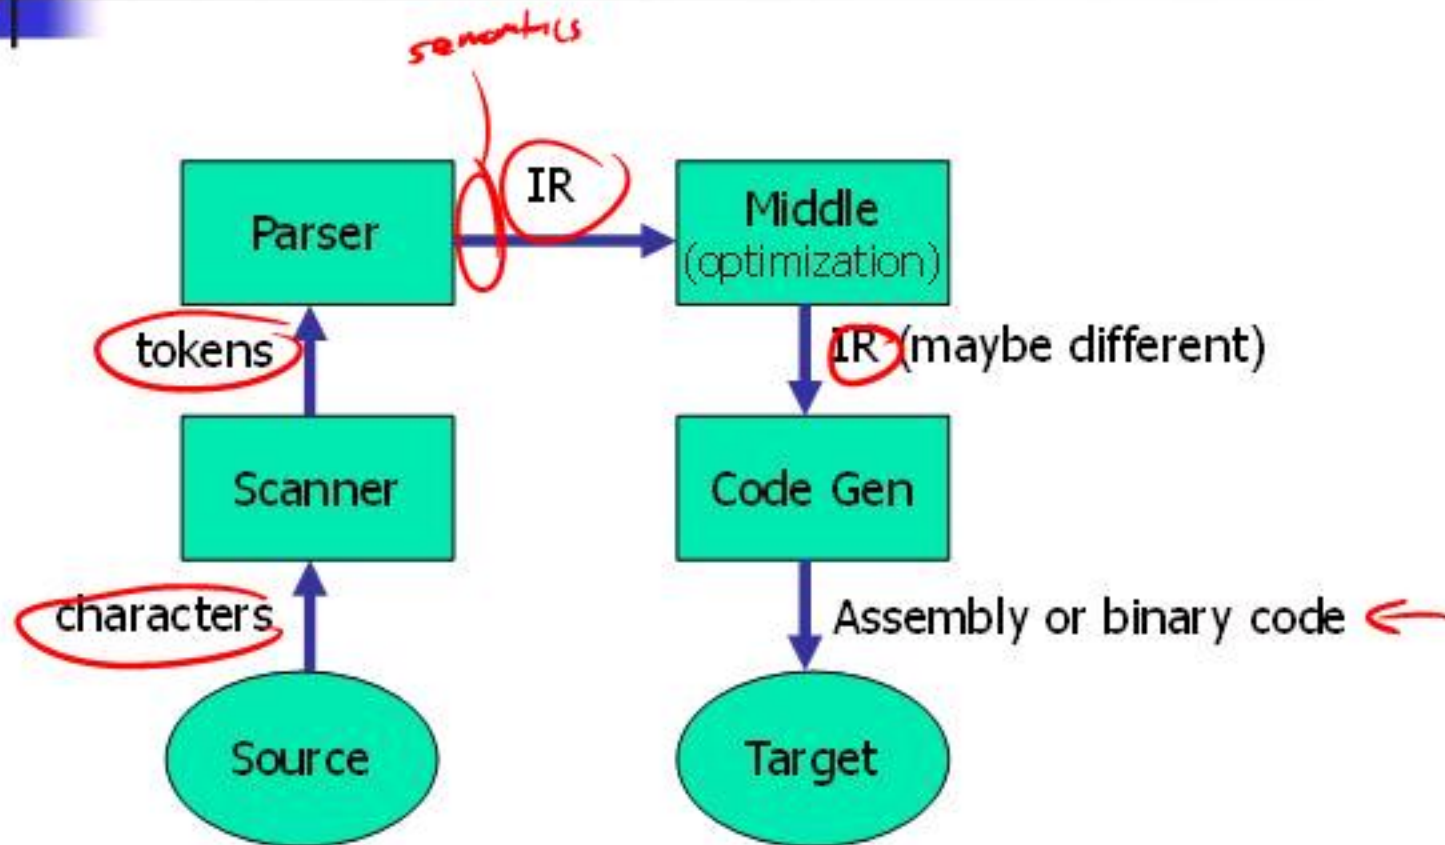 semantics
Parser
IR
Middle
(optimization)
tokens
IR (maybe different)
Scanner
Code Gen
characters
Assembly or binary code
Source
Target